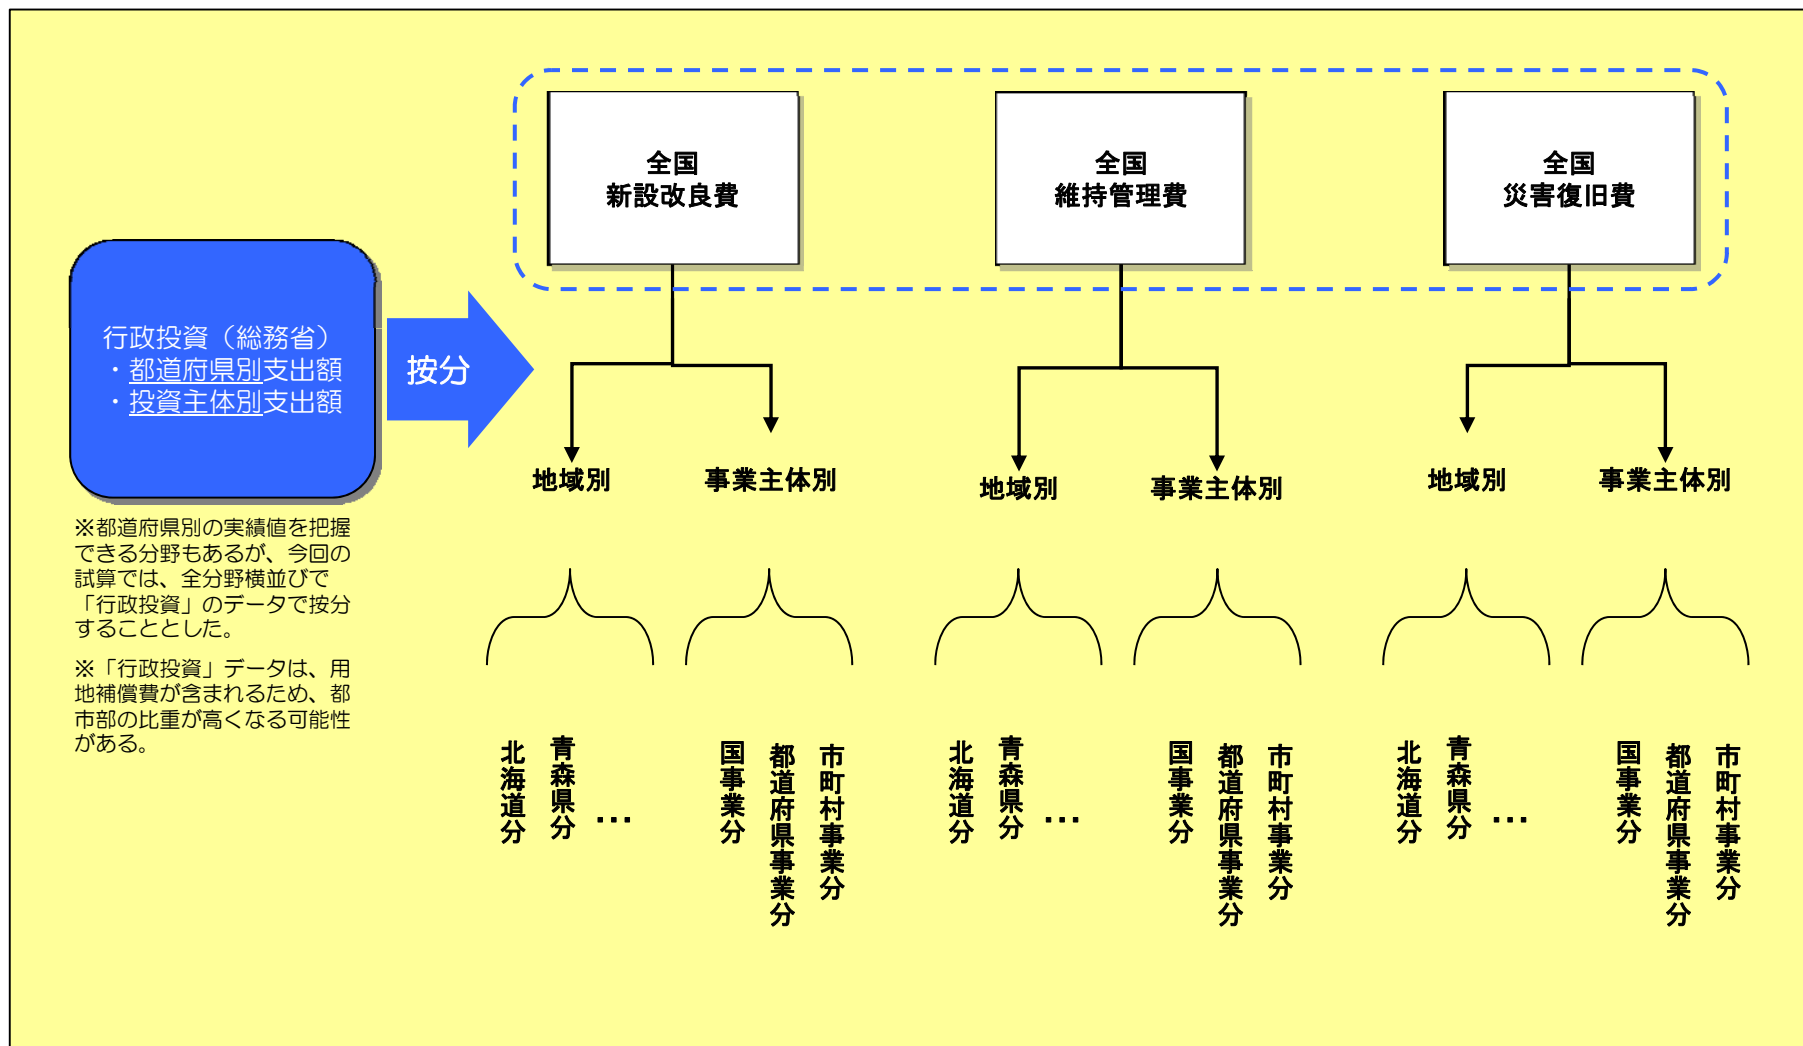 全国
新設改良費
全国
維持管理費
全国
災害復旧費
行政投資（総務省）
・都道府県別支出額
・投資主体別支出額
按分
※都道府県別の実績値を把握
できる分野もあるが、今回の
試算では、全分野横並びで
「行政投資」のデータで按分
することとした。
※「行政投資」データは、用
地補償費が含まれるため、都
市部の比重が高くなる可能性
がある。
地域別
事業主体別
地域別
事業主体別
地域別
事業主体別
北海道分
青森県分
…
国事業分
都道府県事業分
市町村事業分
北海道分
青森県分
…
国事業分
都道府県事業分
市町村事業分
北海道分
青森県分
…
国事業分
都道府県事業分
市町村事業分